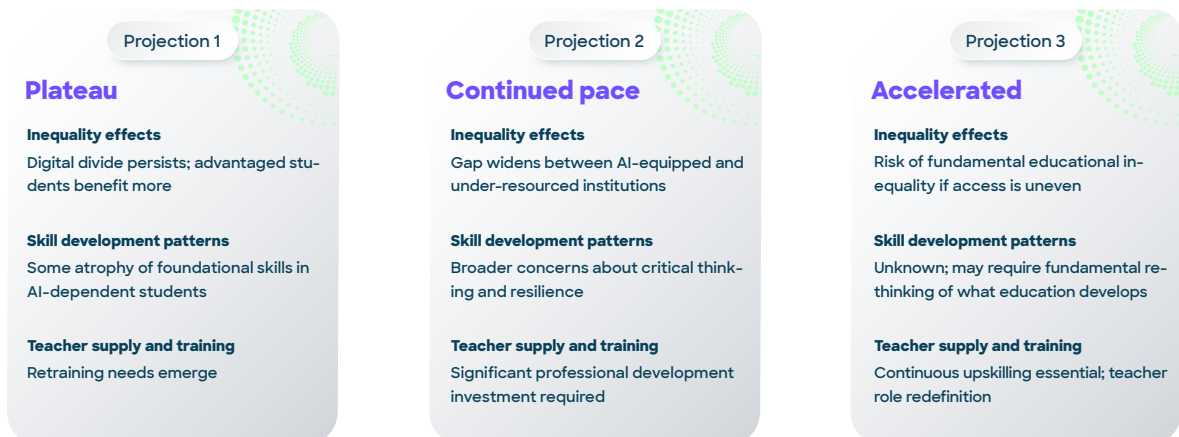 Projection 1
Plateau
Inequality effects
Digital divide persists; advantaged stu-
dents benefit more
Skill development patterns
Some atrophy of foundational skills in
AI-dependent students
Teacher supply and training
Retraining needs emerge
Projection 2
Continued pace
Inequality effects
Gap widens between AI-equipped and
under-resourced institutions
Skill development patterns
Broader concerns about critical think-
ing and resilience
Teacher supply and training
Significant professional development
investment required
Projection 3
Accelerated
Inequality effects
Risk of fundamental educational in-
equality if access is uneven
Skill development patterns
Unknown; may require fundamental re-
thinking of what education develops
Teacher supply and training
Continuous upskilling essential; teacher
role redefinition